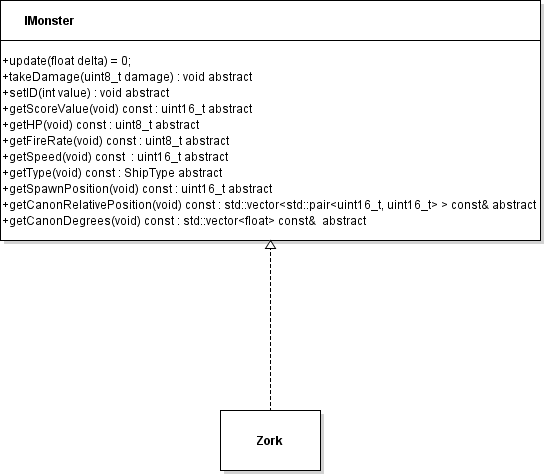 IMonster
+update(float delta) = 0;
+takeDamage(uint8_t damage) : void abstract
+setID(int value) : void abstract
+getScoreValue(void) const : uint16_t abstract
+getHP(void) const : uint8_t abstract
+getFireRate(void) const : uint8_t abstract
+getSpeed(void) const  : uint16_t abstract
+getType(void) const : ShipType abstract
+getSpawnPosition(void) const : uint16_t abstract
+getCanonRelativePosition(void) const : std::vector<std::pair<uint16_t, uint16_t> > const& abstract
+getCanonDegrees(void) const : std::vector<float> const&  abstract
Zork